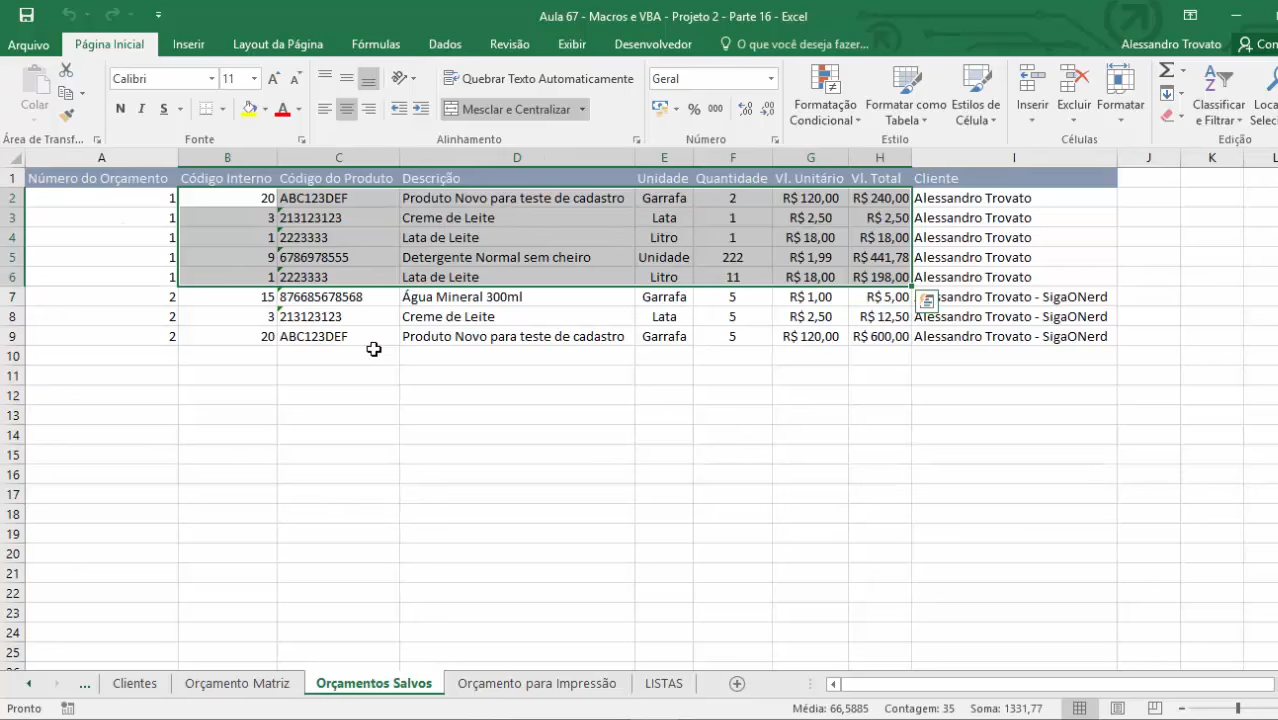 Aula 67 - Macros e VBA - Projeto 2 - Parte 16 - Excel
Arquivo Página Inicial Inserir Layout da Página Fórmulas Dados Revisão Exibir Desenvolvedor O que você deseja fazer... Alessandro Trovato
Colar Calibri 11 Quebrar Texto Automaticamente Geral
N I S A Mesclar e Centralizar % 000
Formatação Condicional Formatar como Tabela Estilos de Célula Inserir Excluir Formatar Classificar e Filtrar
Área de Transf... Fonte Alinhamento Número Estilo Células Edição
A B C D E F G H I J K L
1 Número do Orçamento Código Interno Código do Produto Descrição Unidade Quantidade Vl. Unitário Vl. Total Cliente
2 1 20 ABC123DEF Produto Novo para teste de cadastro Garrafa 2 R$ 120,00 R$ 240,00 Alessandro Trovato
3 1 3 213123123 Creme de Leite Lata 1 R$ 2,50 R$ 2,50 Alessandro Trovato
4 1 1 2223333 Lata de Leite Litro 1 R$ 18,00 R$ 18,00 Alessandro Trovato
5 1 9 6786978555 Detergente Normal sem cheiro Unidade 222 R$ 1,99 R$ 441,78 Alessandro Trovato
6 1 1 2223333 Lata de Leite Litro 11 R$ 18,00 R$ 198,00 Alessandro Trovato
7 2 15 876685678568 Água Mineral 300ml Garrafa 5 R$ 1,00 R$ 5,00 Trovato - SigaONerd
8 2 3 213123123 Creme de Leite Lata 5 R$ 2,50 R$ 12,50 Alessandro Trovato - SigaONerd
9 2 20 ABC123DEF Produto Novo para teste de cadastro Garrafa 5 R$ 120,00 R$ 600,00 Alessandro Trovato - SigaONerd
10
11
12
13
14
15
16
17
18
19
20
21
22
23
24
25
... Clientes Orçamento Matriz Orçamentos Salvos Orçamento para Impressão LISTAS
Pronto Média: 66,5885 Contagem: 35 Soma: 1331,77